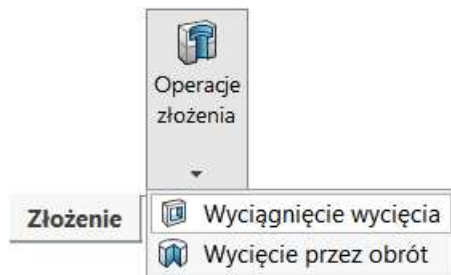 Operacje
złożenia
Złożenie
Wyciągnięcie wycięcia
Wycięcie przez obrót